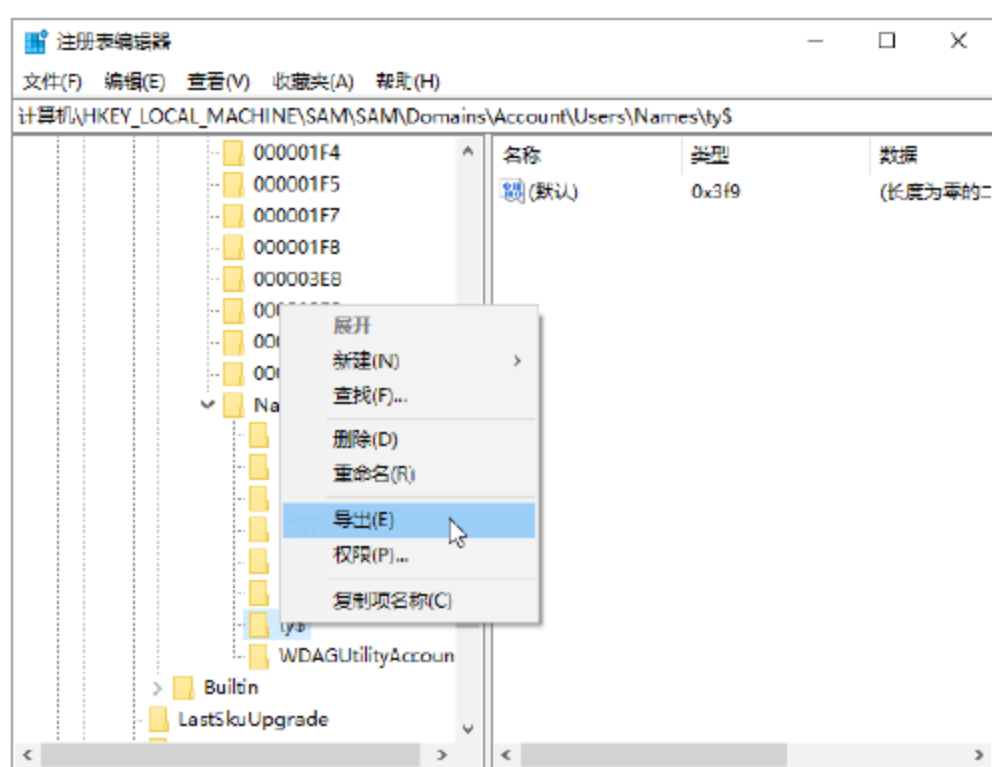 注册表编辑器
文件(F) 编辑(E) 查看(V) 收藏夹(A) 帮助(H)
计算机\HKEY_LOCAL_MACHINE\SAM\SAM\Domains\Account\Users\Names\ty$
名称 类型 数据
(默认) 0x3f9 (长度为零的二
000001F4
000001F5
000001F7
000001F8
000003E8
展开
新建(N)
查找(F)...
删除(D)
重命名(R)
导出(E)
权限(P)...
复制项名称(C)
Na
ty$
WDAGUtilityAccoun
Builtin
LastSkuUpgrade